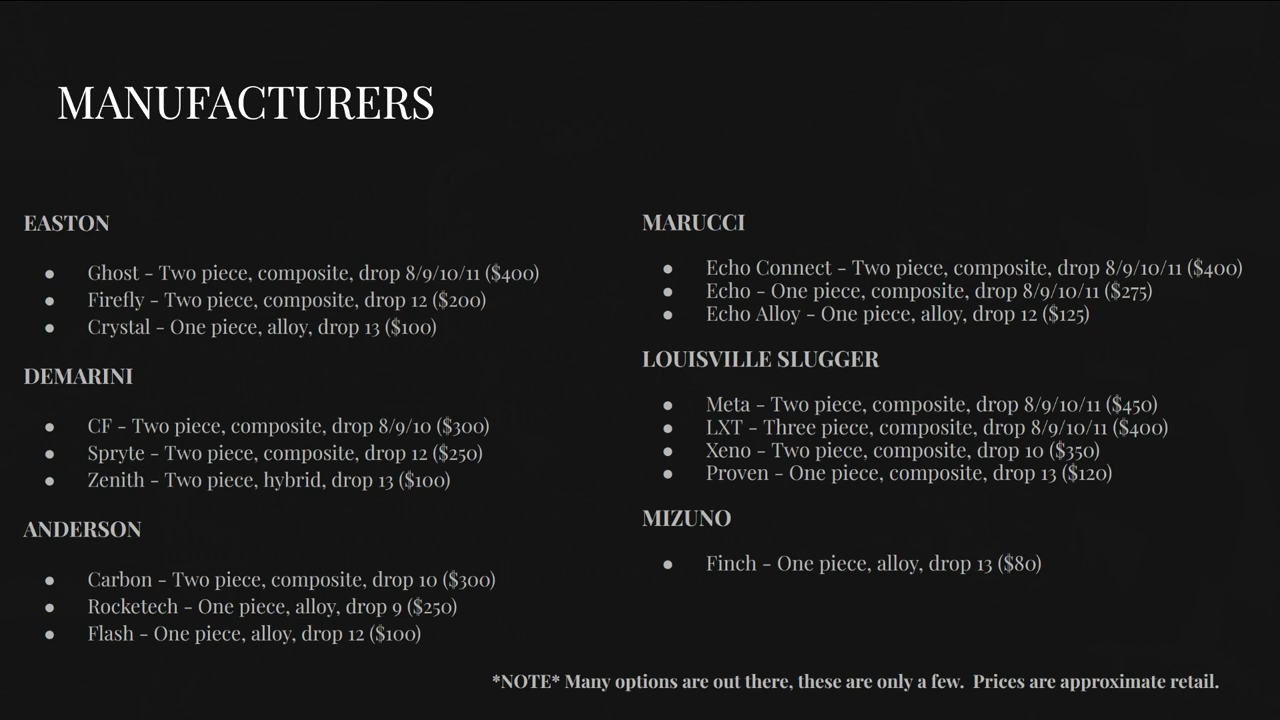 MANUFACTURERS
EASTON
● Ghost - Two piece, composite, drop 8/9/10/11 ($400)
● Firefly - Two piece, composite, drop 12 ($200)
● Crystal - One piece, alloy, drop 13 ($100)
DEMARINI
● CF - Two piece, composite, drop 8/9/10 ($300)
● Spryte - Two piece, composite, drop 12 ($250)
● Zenith - Two piece, hybrid, drop 13 ($100)
ANDERSON
● Carbon - Two piece, composite, drop 10 ($300)
● Rocketech - One piece, alloy, drop 9 ($250)
● Flash - One piece, alloy, drop 12 ($100)
MARUCCI
● Echo Connect - Two piece, composite, drop 8/9/10/11 ($400)
● Echo - One piece, composite, drop 8/9/10/11 ($275)
● Echo Alloy - One piece, alloy, drop 12 ($125)
LOUISVILLE SLUGGER
● Meta - Two piece, composite, drop 8/9/10/11 ($450)
● LXT - Three piece, composite, drop 8/9/10/11 ($400)
● Xeno - Two piece, composite, drop 10 ($350)
● Proven - One piece, composite, drop 13 ($120)
MIZUNO
● Finch - One piece, alloy, drop 13 ($80)
*NOTE* Many options are out there, these are only a few. Prices are approximate retail.